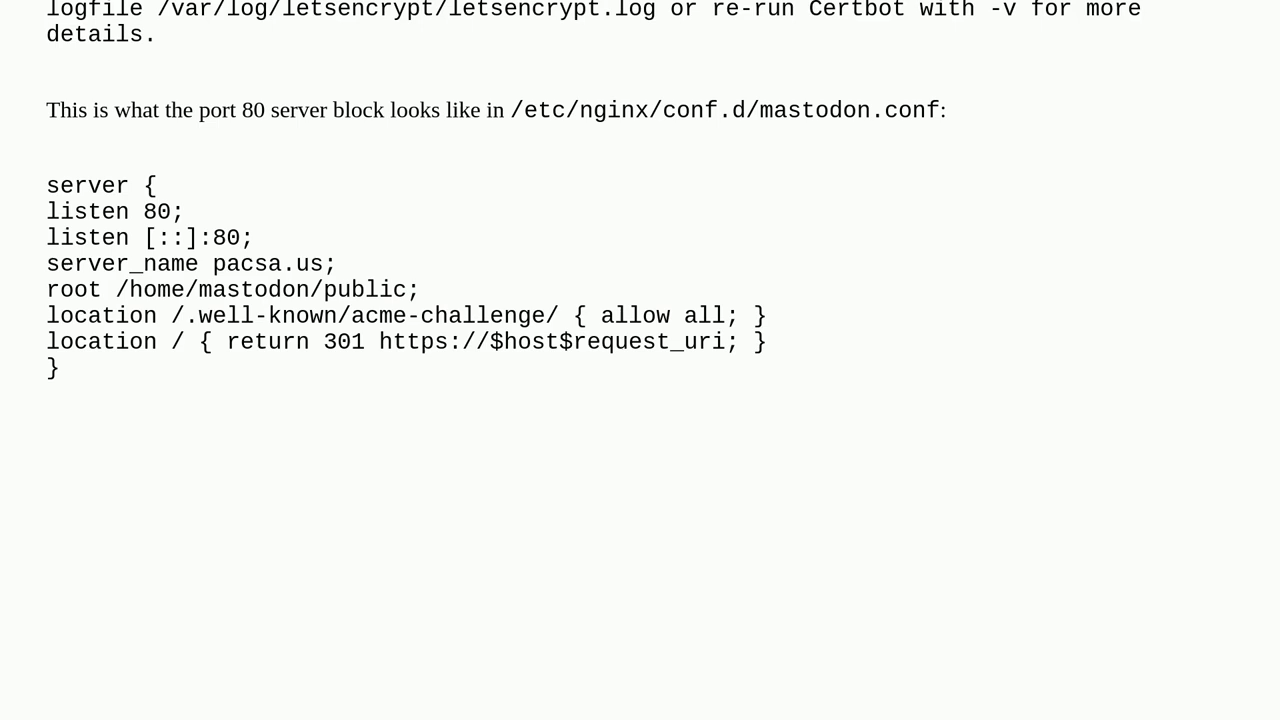 logfile /var/log/letsencrypt/letsencrypt.log or re-run Certbot with -v for more
details.
This is what the port 80 server block looks like in /etc/nginx/conf.d/mastodon.conf:
server {
listen 80;
listen [::]:80;
server_name pacsa.us;
root /home/mastodon/public;
location /.well-known/acme-challenge/ { allow all; }
location / { return 301 https://$host$request_uri; }
}